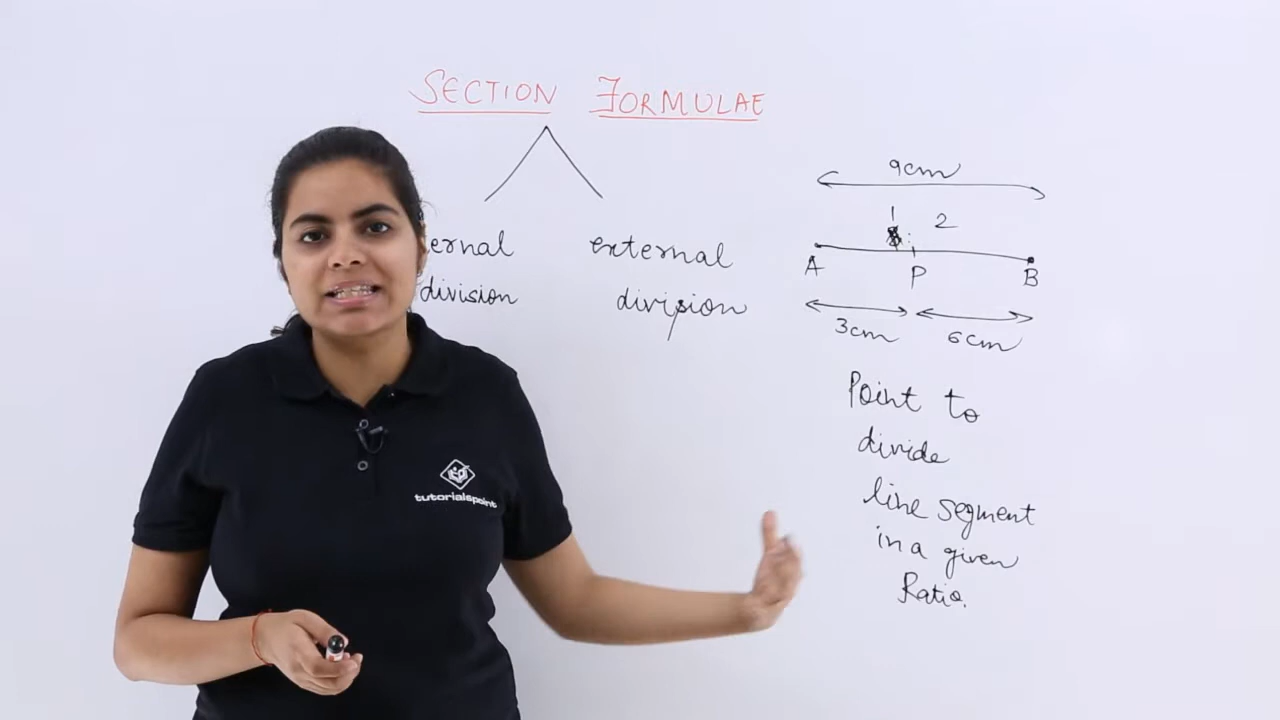 SECTION FORMULAE
ernal
division
external
division
9cm
1 : 2
A P B
3cm 6cm
Point to
divide
line segment
in a given
Ratio.
tutorialspoint